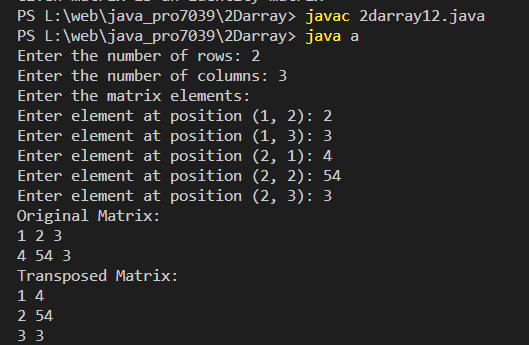 PS L:\web\java_pro7039\2Darray> javac 2darray12.java
PS L:\web\java_pro7039\2Darray> java a
Enter the number of rows: 2
Enter the number of columns: 3
Enter the matrix elements:
Enter element at position (1, 2): 2
Enter element at position (1, 3): 3
Enter element at position (2, 1): 4
Enter element at position (2, 2): 54
Enter element at position (2, 3): 3
Original Matrix:
1 2 3
4 54 3
Transposed Matrix:
1 4
2 54
3 3